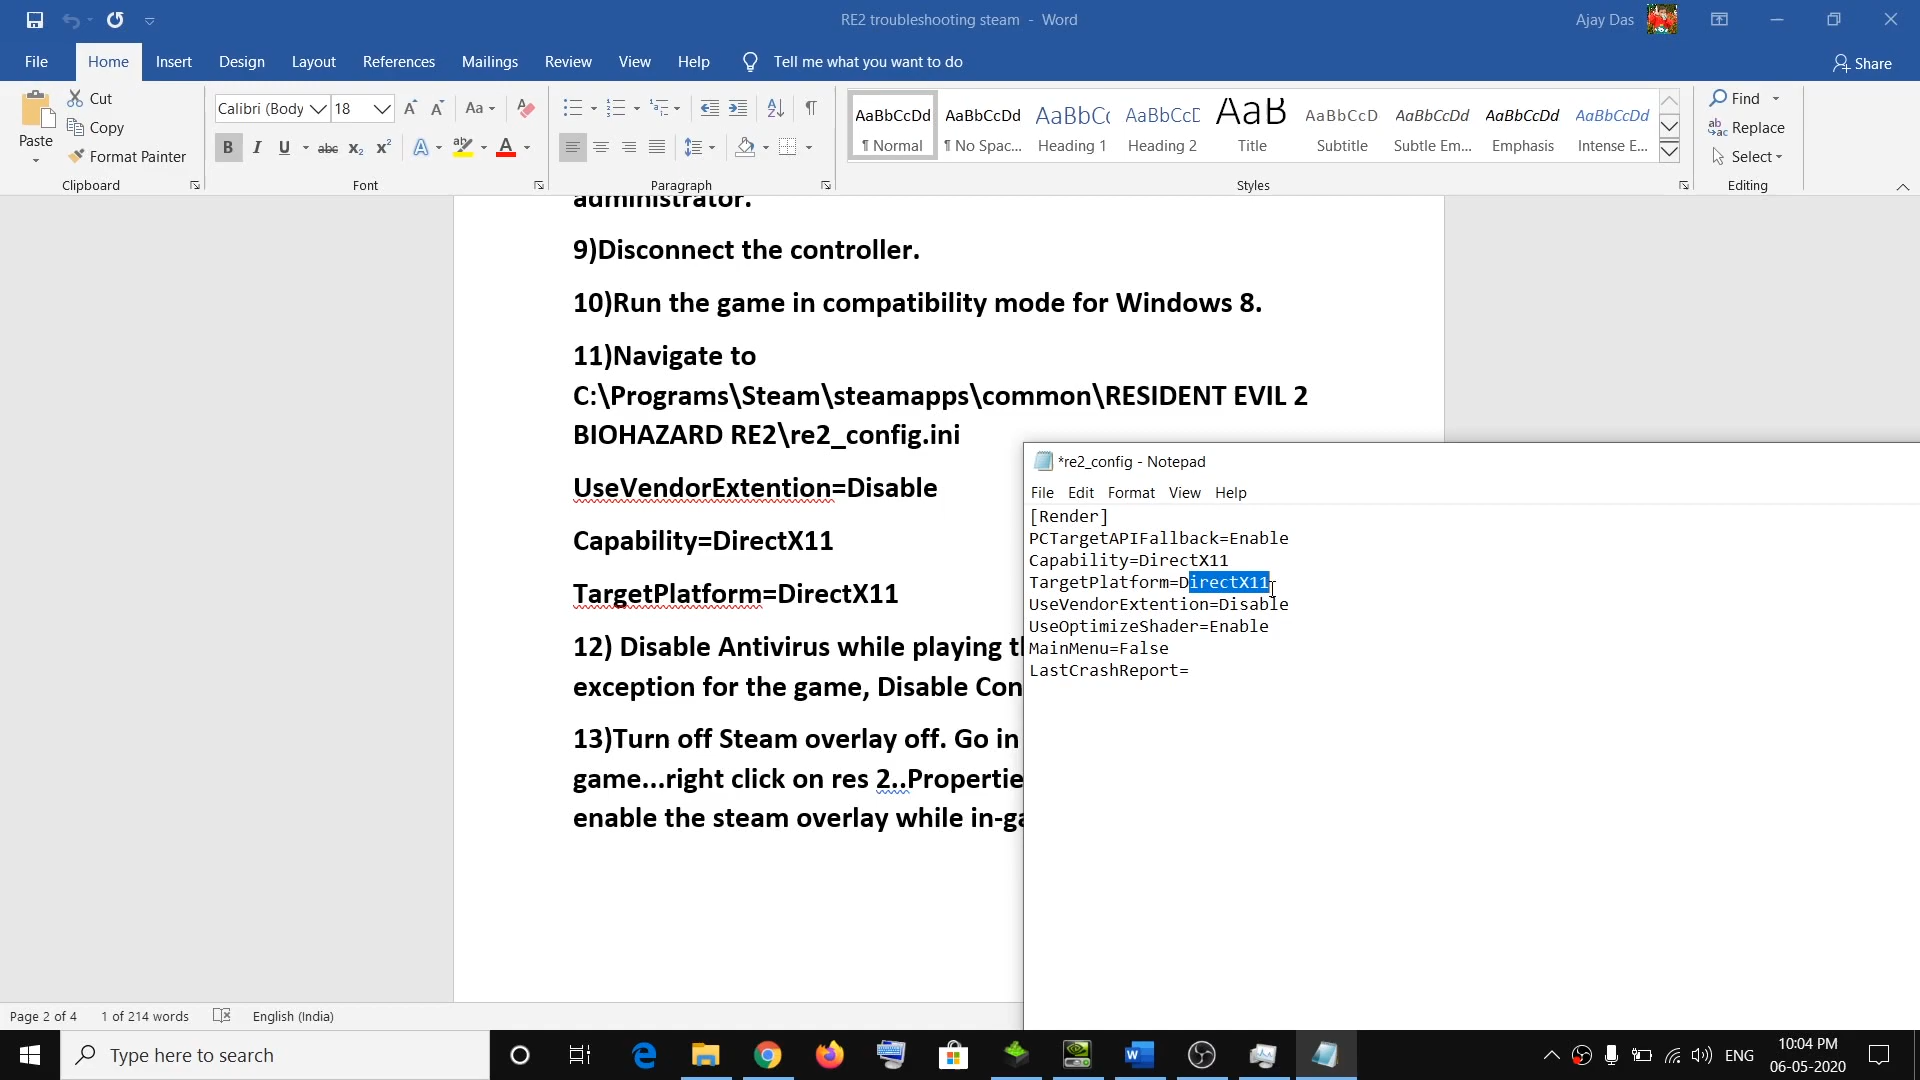 RE2 troubleshooting steam - Word
Ajay Das
File Home Insert Design Layout References Mailings Review View Help Tell me what you want to do
Share
Paste
Cut
Copy
Format Painter
Clipboard
Calibri (Body 18
Aa
B I U abc x₂ x² A ab A
Font
Paragraph
AaBbCcDd AaBbCcDd AaBbCc AaBbCcD AaB AaBbCcD AaBbCcDd AaBbCcDd AaBbCcDd
¶ Normal ¶ No Spac... Heading 1 Heading 2 Title Subtitle Subtle Em... Emphasis Intense E...
Styles
Find
Replace
Select
Editing
administrator.
9)Disconnect the controller.
10)Run the game in compatibility mode for Windows 8.
11)Navigate to
C:\Programs\Steam\steamapps\common\RESIDENT EVIL 2
BIOHAZARD RE2\re2_config.ini
UseVendorExtention=Disable
Capability=DirectX11
TargetPlatform=DirectX11
12) Disable Antivirus while playing
exception for the game, Disable
13)Turn off Steam overlay off. Go in
game...right click on res 2..
enable the steam overlay while
*re2_config - Notepad
File Edit Format View Help
[Render]
PCTargetAPIFallback=Enable
Capability=DirectX11
TargetPlatform=DirectX11
UseVendorExtention=Disable
UseOptimizeShader=Enable
MainMenu=False
LastCrashReport=
Page 2 of 4 1 of 214 words English (India)
Type here to search
ENG
10:04 PM
06-05-2020